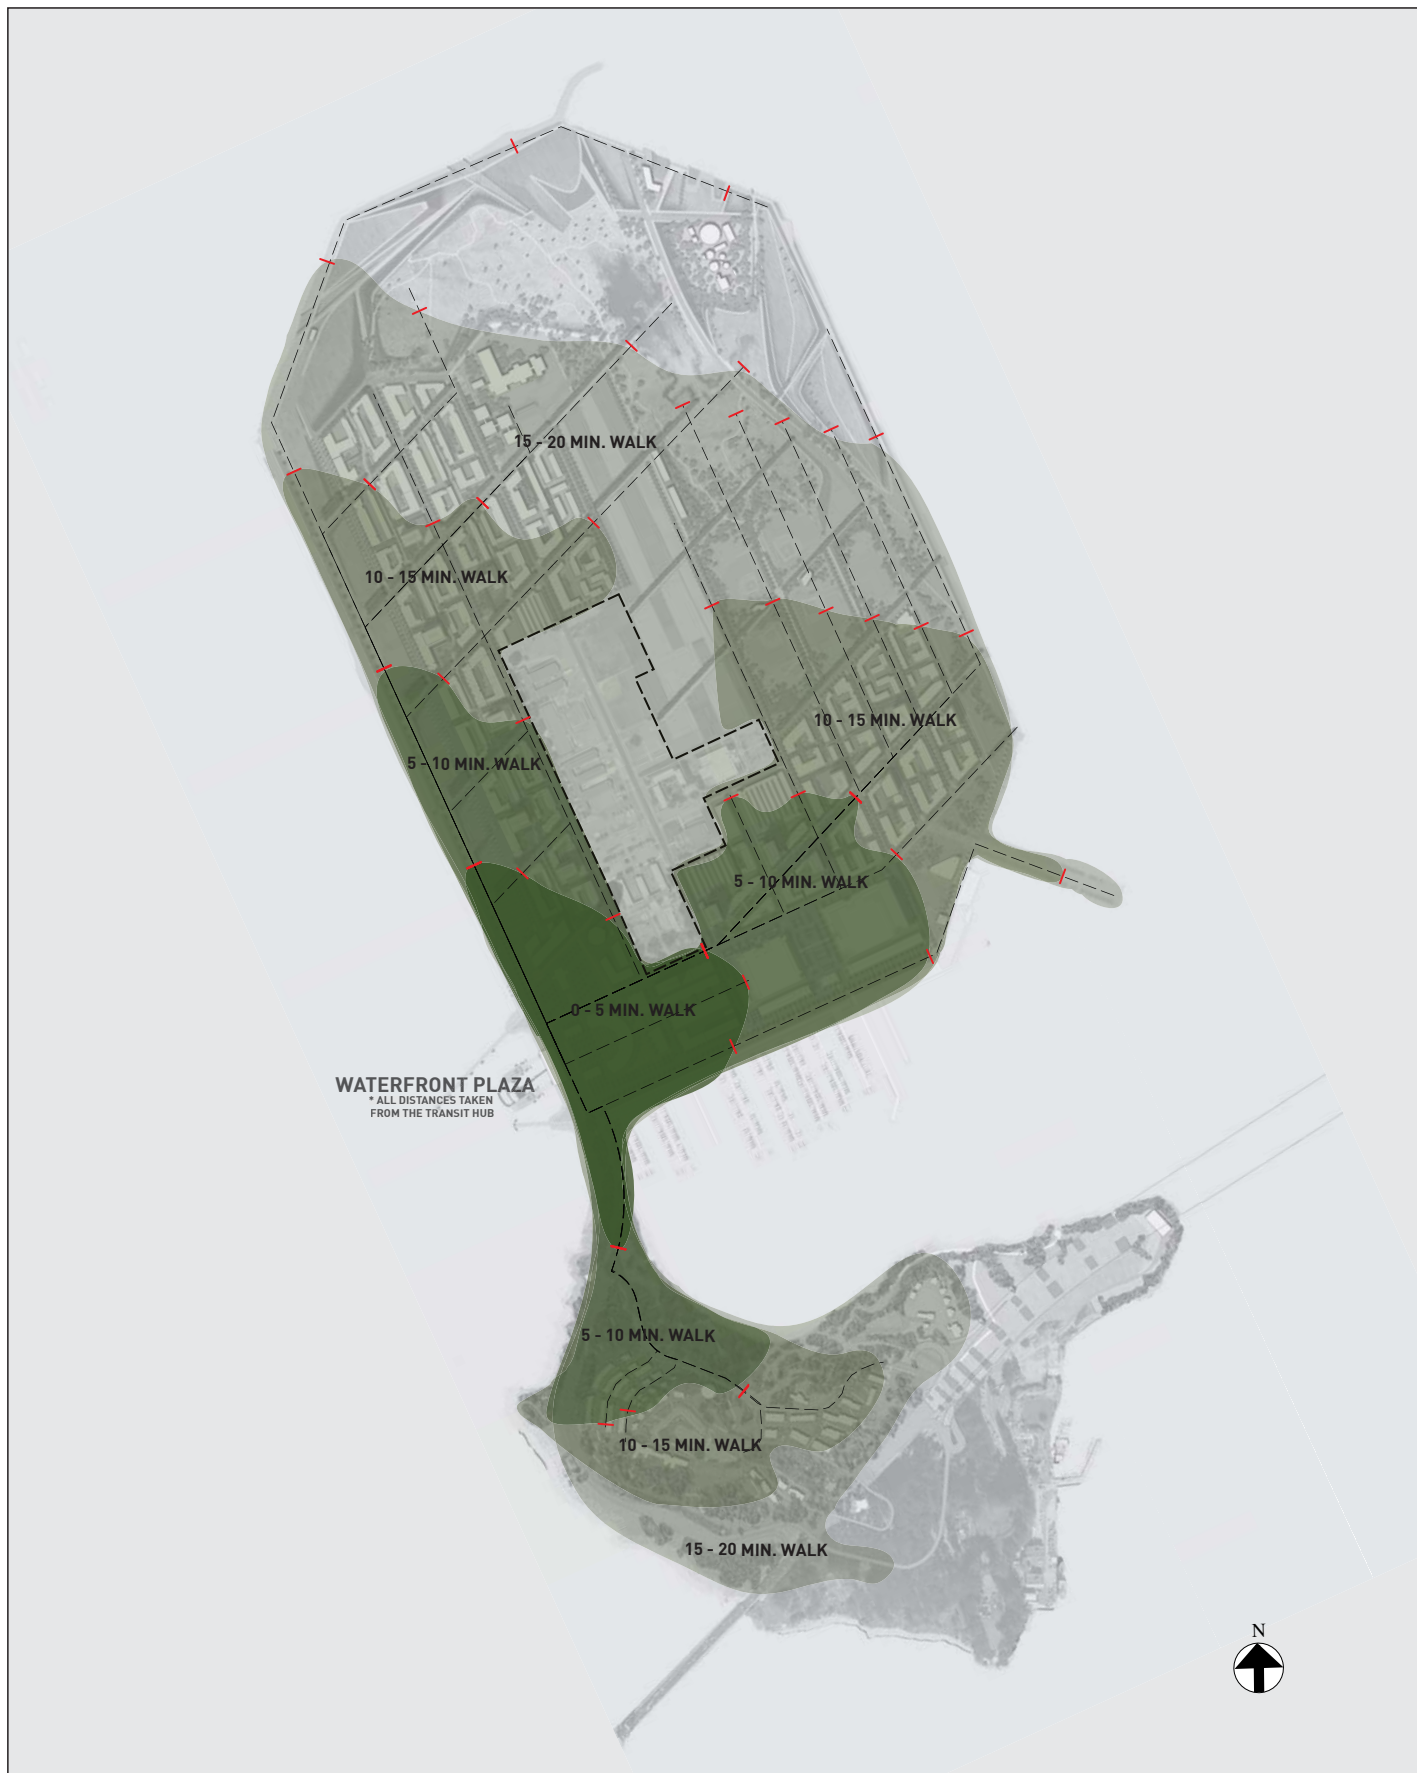 15 - 20 MIN. WALK
10 - 15 MIN. WALK
10 - 15 MIN. WALK
5 - 10 MIN. WALK
5 - 10 MIN. WALK
0 - 5 MIN. WALK
WATERFRONT PLAZA
* ALL DISTANCES TAKEN
FROM THE TRANSIT HUB
5 - 10 MIN. WALK
10 - 15 MIN. WALK
15 - 20 MIN. WALK
N